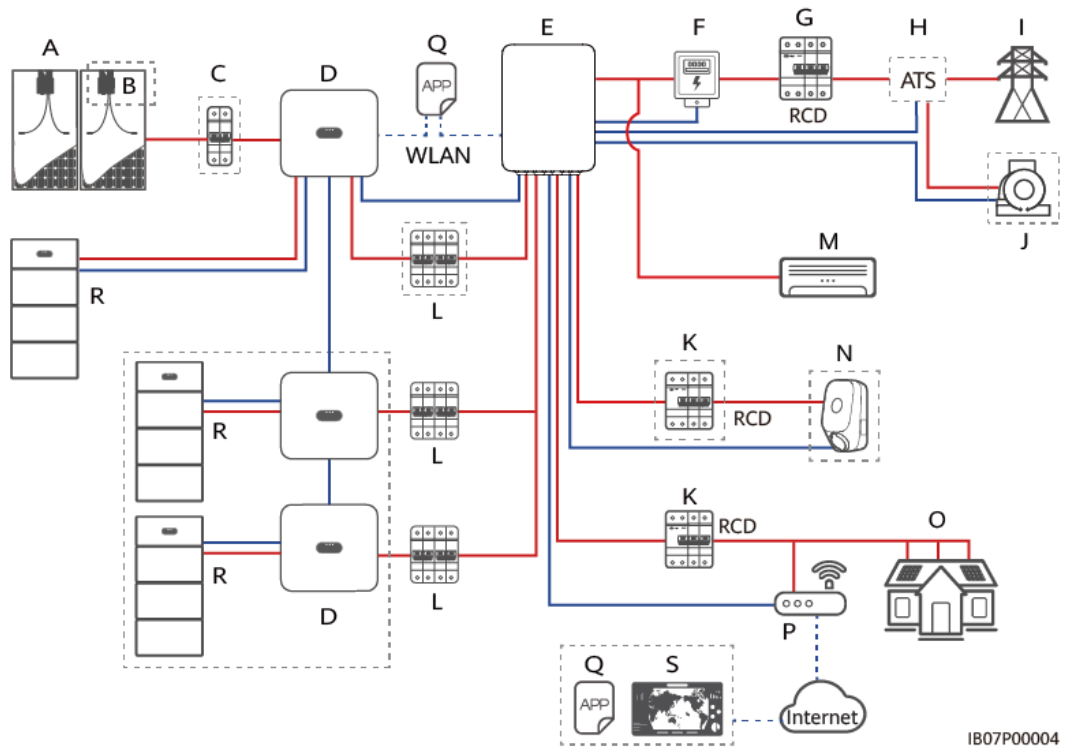 A
B
C
D
Q
APP
WLAN
E
F
G
RCD
H
ATS
I
J
R
L
M
K
RCD
N
R
L
K
RCD
O
R
D
L
P
Q
APP
S
Internet
IB07P00004